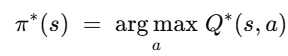 π*(s) = arg max Q*(s, a)
a